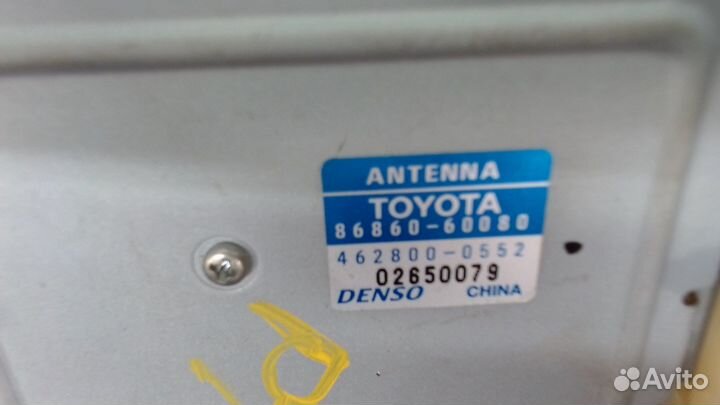 ANTENNA
TOYOTA
86860-60080
462800-0552
02650079
DENSO CHINA
Avito